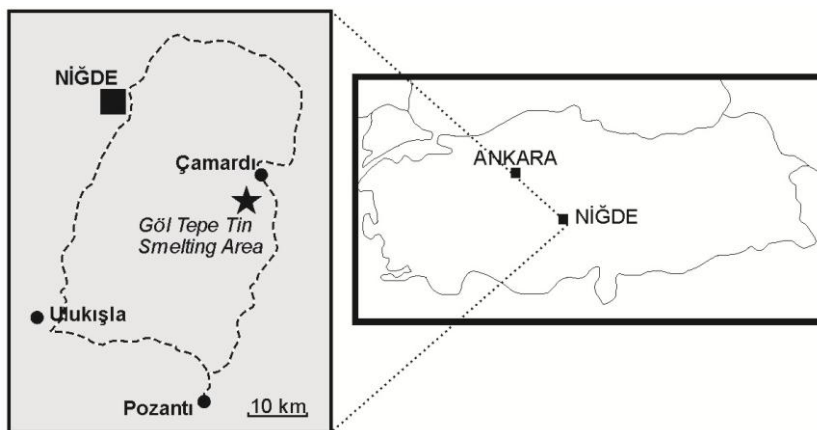 NİĞDE
Çamardı
Göl Tepe Tin
Smelting Area
Ulukışla
Pozantı
10 km
ANKARA
NİĞDE